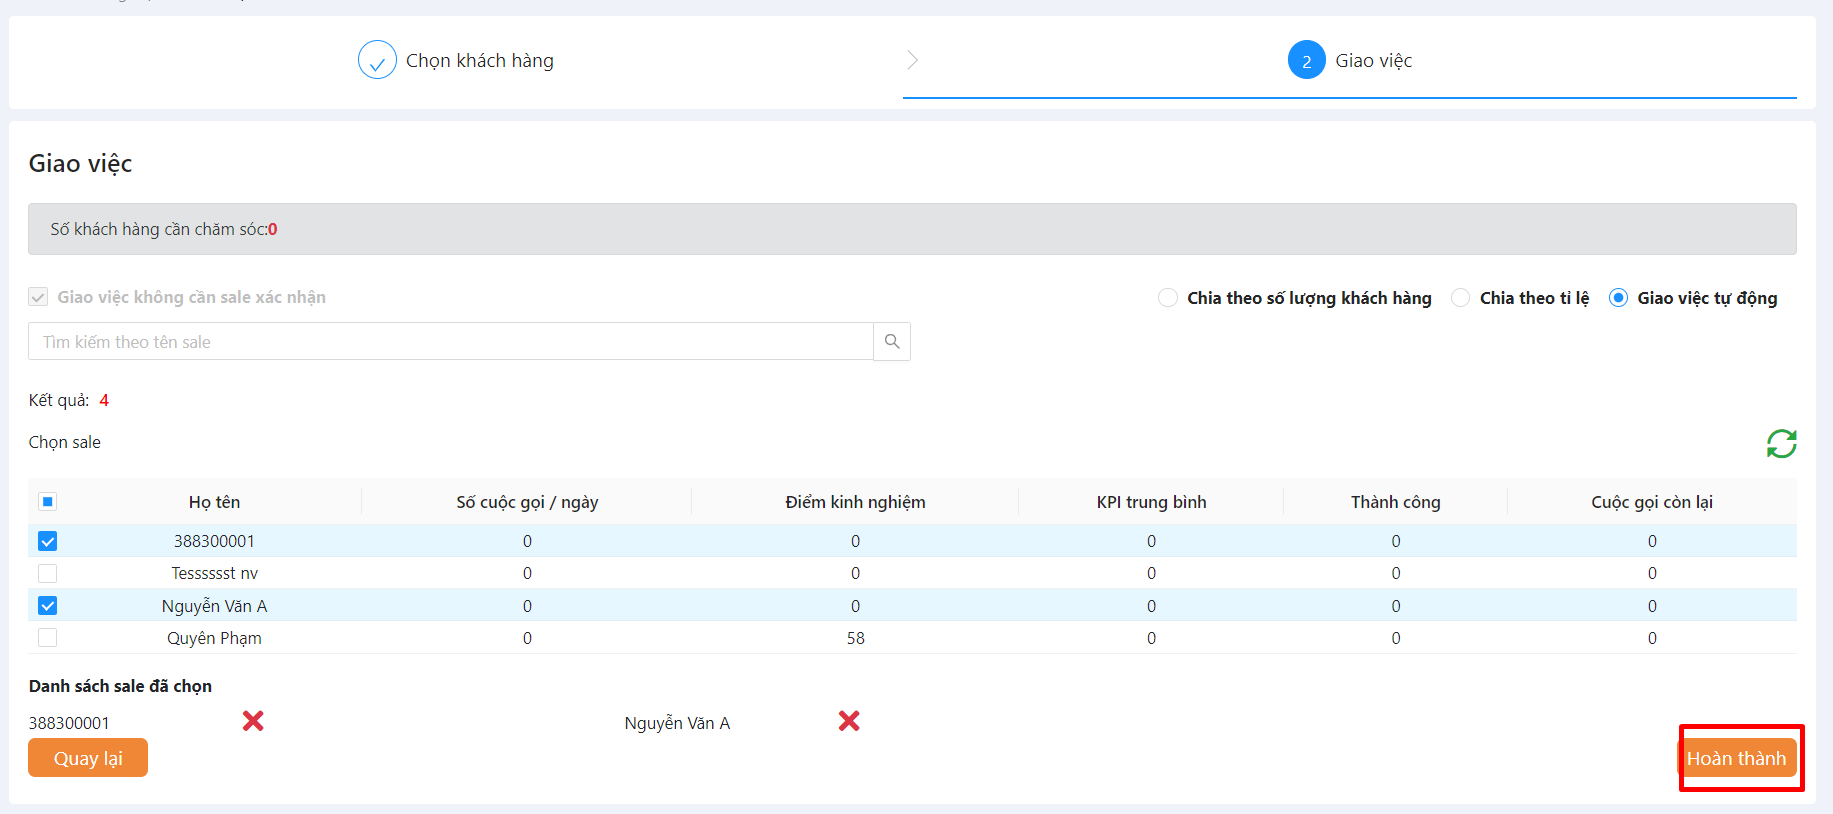 Chọn khách hàng
2 Giao việc
Giao việc
Số khách hàng cần chăm sóc:0
Giao việc không cần sale xác nhận
Chia theo số lượng khách hàng Chia theo tỉ lệ Giao việc tự động
Tìm kiếm theo tên sale
Kết quả: 4
Chọn sale
Họ tên Số cuộc gọi / ngày Điểm kinh nghiệm KPI trung bình Thành công Cuộc gọi còn lại
388300001 0 0 0 0 0
Tesssssst nv 0 0 0 0 0
Nguyễn Văn A 0 0 0 0 0
Quyên Phạm 0 58 0 0 0
Danh sách sale đã chọn
388300001 Nguyễn Văn A
Quay lại Hoàn thành